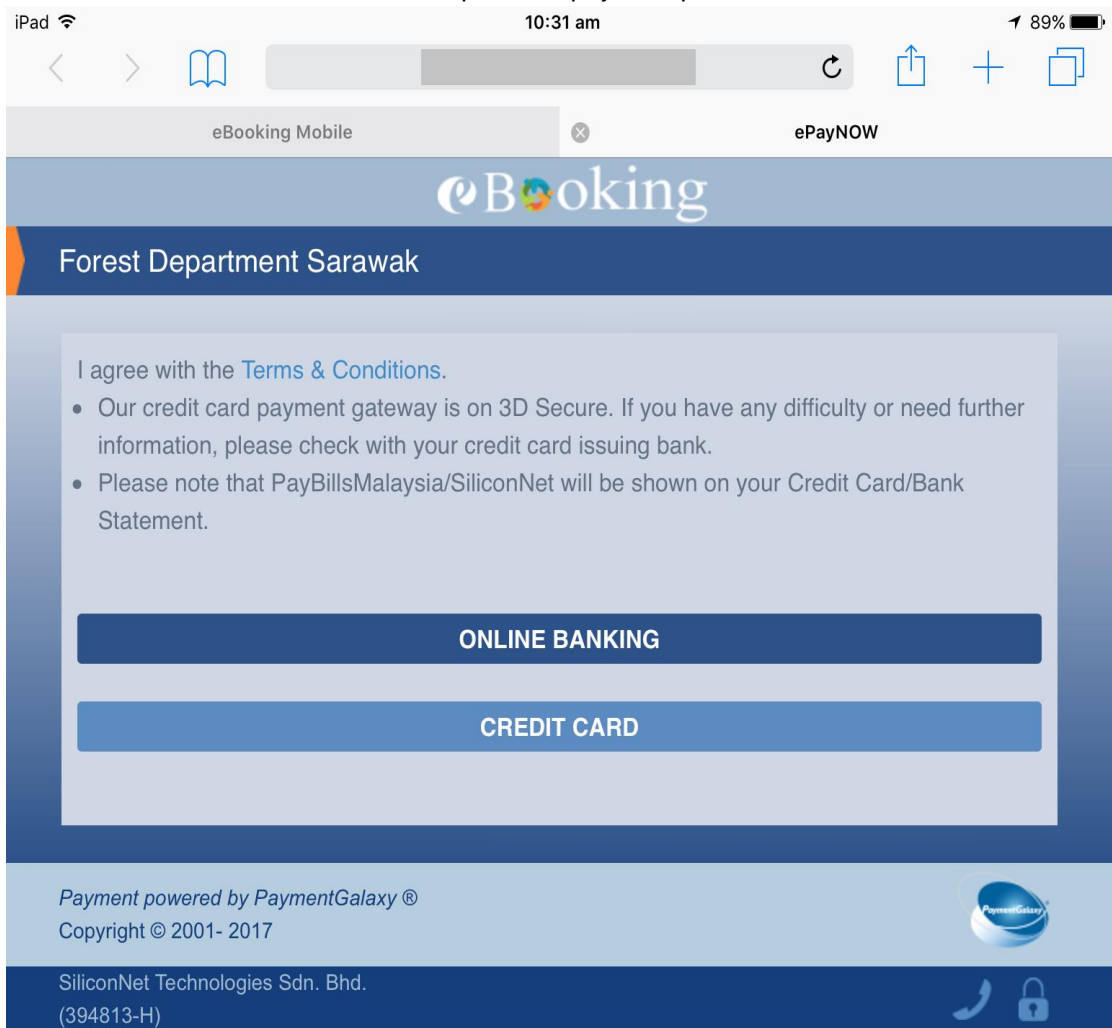 iPad 10:31 am 89%
eBooking Mobile ePayNOW
eBooking
Forest Department Sarawak
I agree with the Terms & Conditions.
• Our credit card payment gateway is on 3D Secure. If you have any difficulty or need further
information, please check with your credit card issuing bank.
• Please note that PayBillsMalaysia/SiliconNet will be shown on your Credit Card/Bank
Statement.
ONLINE BANKING
CREDIT CARD
Payment powered by PaymentGalaxy ®
Copyright © 2001- 2017
PaymentGalaxy
SiliconNet Technologies Sdn. Bhd.
(394813-H)